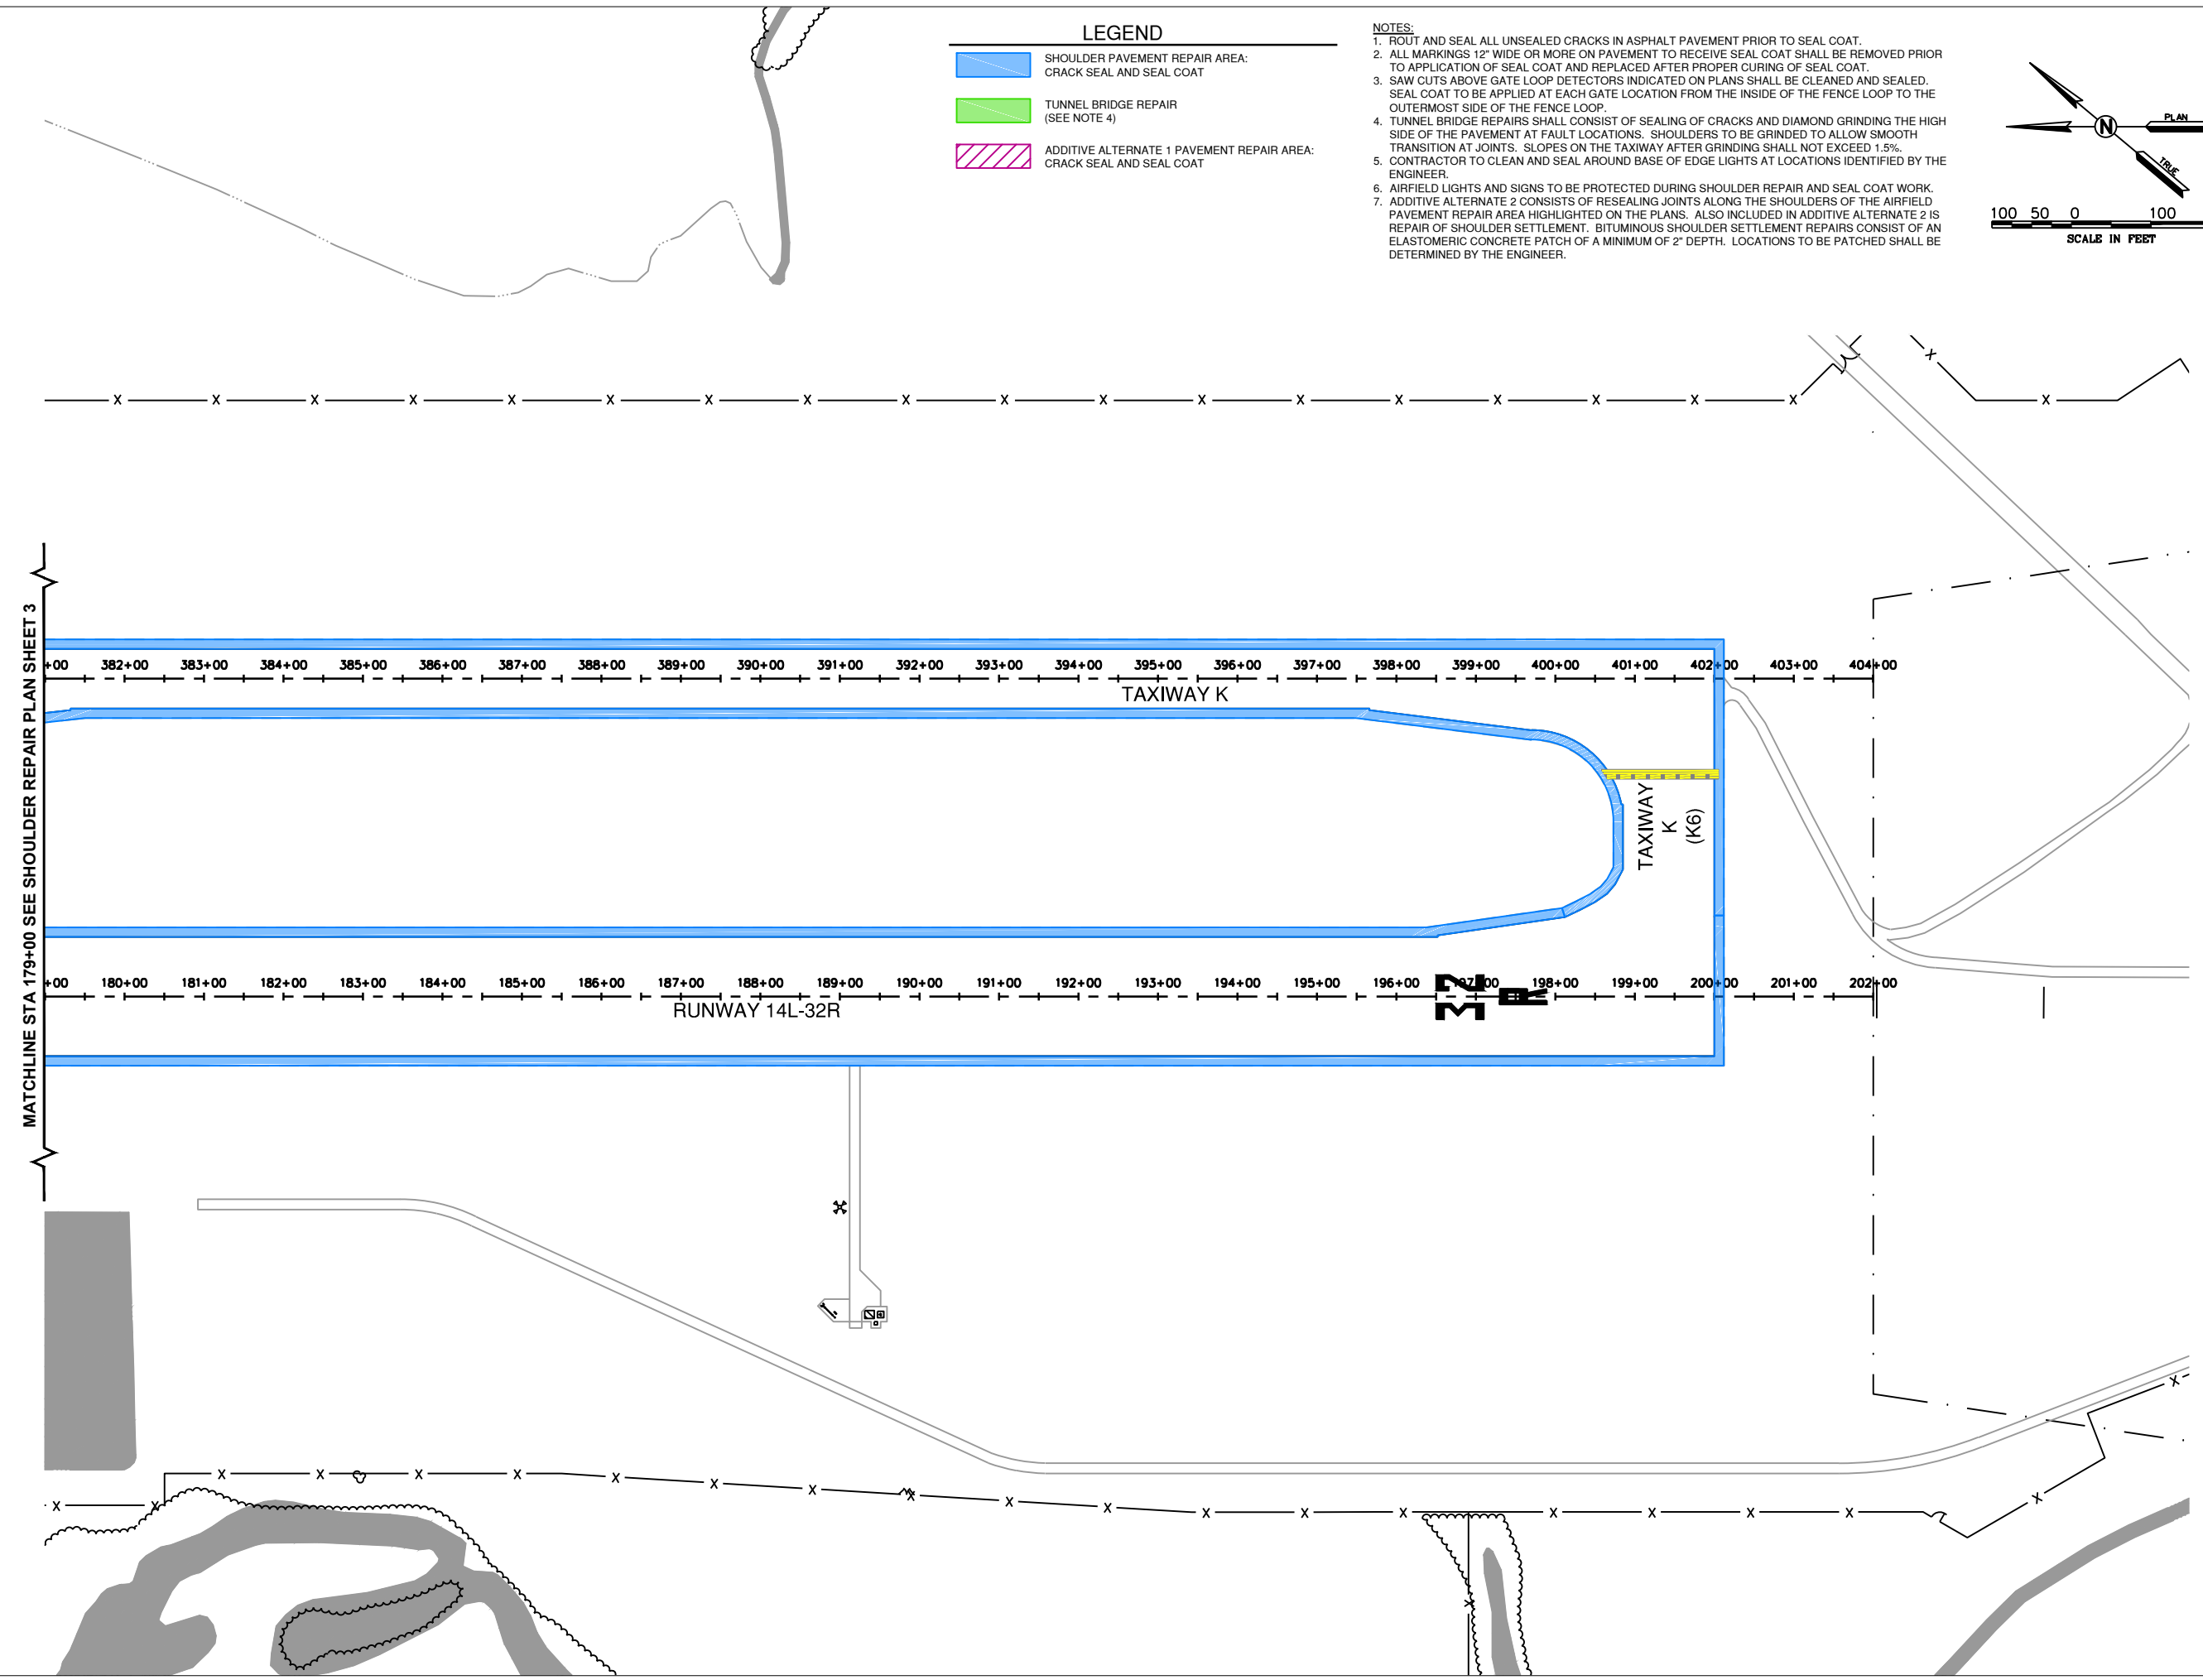 LEGEND
SHOULDER PAVEMENT REPAIR AREA:
CRACK SEAL AND SEAL COAT
TUNNEL BRIDGE REPAIR
(SEE NOTE 4)
ADDITIVE ALTERNATE 1 PAVEMENT REPAIR AREA:
CRACK SEAL AND SEAL COAT
NOTES:
1. ROUT AND SEAL ALL UNSEALED CRACKS IN ASPHALT PAVEMENT PRIOR TO SEAL COAT.
2. ALL MARKINGS 12" WIDE OR MORE ON PAVEMENT TO RECEIVE SEAL COAT SHALL BE REMOVED PRIOR
TO APPLICATION OF SEAL COAT AND REPLACED AFTER PROPER CURING OF SEAL COAT.
3. SAW CUTS ABOVE GATE LOOP DETECTORS INDICATED ON PLANS SHALL BE CLEANED AND SEALED.
SEAL COAT TO BE APPLIED AT EACH GATE LOCATION FROM THE INSIDE OF THE FENCE LOOP TO THE
OUTERMOST SIDE OF THE FENCE LOOP.
4. TUNNEL BRIDGE REPAIRS SHALL CONSIST OF SEALING OF CRACKS AND DIAMOND GRINDING THE HIGH
SIDE OF THE PAVEMENT AT FAULT LOCATIONS. SHOULDERS TO BE GRINDED TO ALLOW SMOOTH
TRANSITION AT JOINTS. SLOPES ON THE TAXIWAY AFTER GRINDING SHALL NOT EXCEED 1.5%.
5. CONTRACTOR TO CLEAN AND SEAL AROUND BASE OF EDGE LIGHTS AT LOCATIONS IDENTIFIED BY THE
ENGINEER.
6. AIRFIELD LIGHTS AND SIGNS TO BE PROTECTED DURING SHOULDER REPAIR AND SEAL COAT WORK.
7. ADDITIVE ALTERNATE 2 CONSISTS OF RESEALING JOINTS ALONG THE SHOULDERS OF THE AIRFIELD
PAVEMENT REPAIR AREA HIGHLIGHTED ON THE PLANS. ALSO INCLUDED IN ADDITIVE ALTERNATE 2 IS
REPAIR OF SHOULDER SETTLEMENT. BITUMINOUS SHOULDER SETTLEMENT REPAIRS CONSIST OF AN
ELASTOMERIC CONCRETE PATCH OF A MINIMUM OF 2" DEPTH. LOCATIONS TO BE PATCHED SHALL BE
DETERMINED BY THE ENGINEER.
N
PLAN
TRUE
100 50 0 100
SCALE IN FEET
MATCHLINE STA 179+00 SEE SHOULDER REPAIR PLAN SHEET 3
+00 382+00 383+00 384+00 385+00 386+00 387+00 388+00 389+00 390+00 391+00 392+00 393+00 394+00 395+00 396+00 397+00 398+00 399+00 400+00 401+00 402+00 403+00 404+00
TAXIWAY K
TAXIWAY
K
(K6)
+00 180+00 181+00 182+00 183+00 184+00 185+00 186+00 187+00 188+00 189+00 190+00 191+00 192+00 193+00 194+00 195+00 196+00 197+00 198+00 199+00 200+00 201+00 202+00
32
R
RUNWAY 14L-32R